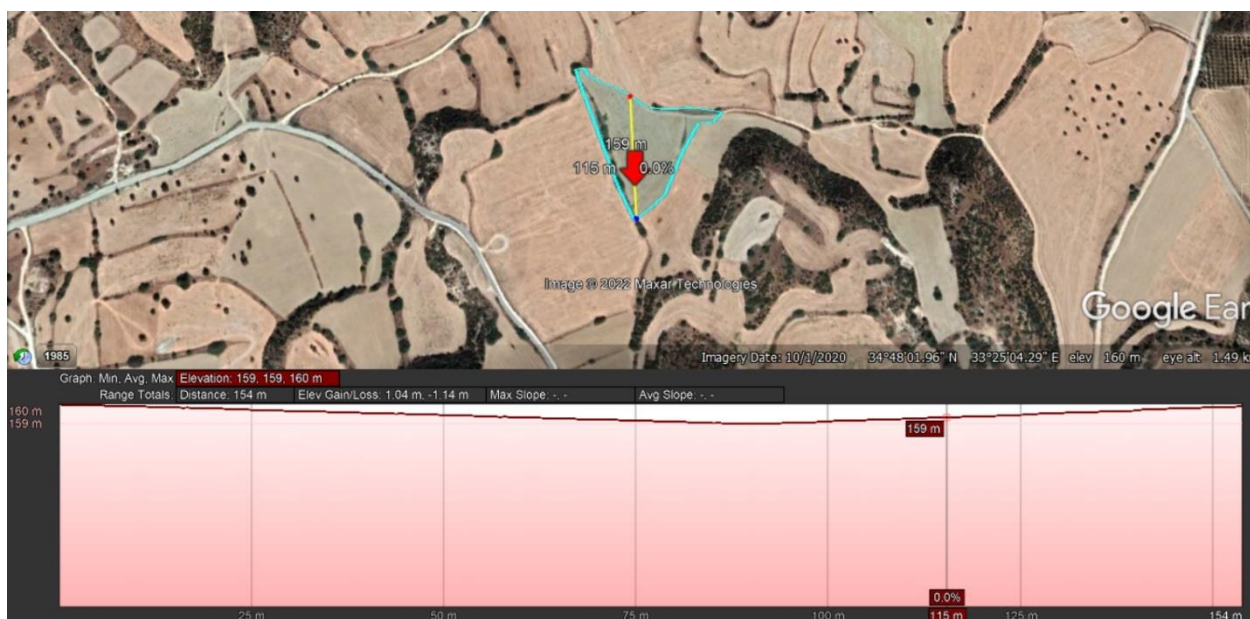 159 m
115 m 0.0%
Image © 2022 Maxar Technologies
Google Ear
1985
Imagery Date: 10/1/2020 34°48'01.96" N 33°25'04.29" E elev 160 m eye alt 1.49 k
Graph: Min, Avg, Max Elevation: 159, 159, 160 m
Range Totals: Distance: 154 m Elev Gain/Loss: 1.04 m, -1.14 m Max Slope: -, - Avg Slope: -, -
160 m
159 m
159 m
0.0%
25 m 50 m 75 m 100 m 115 m 125 m 154 m